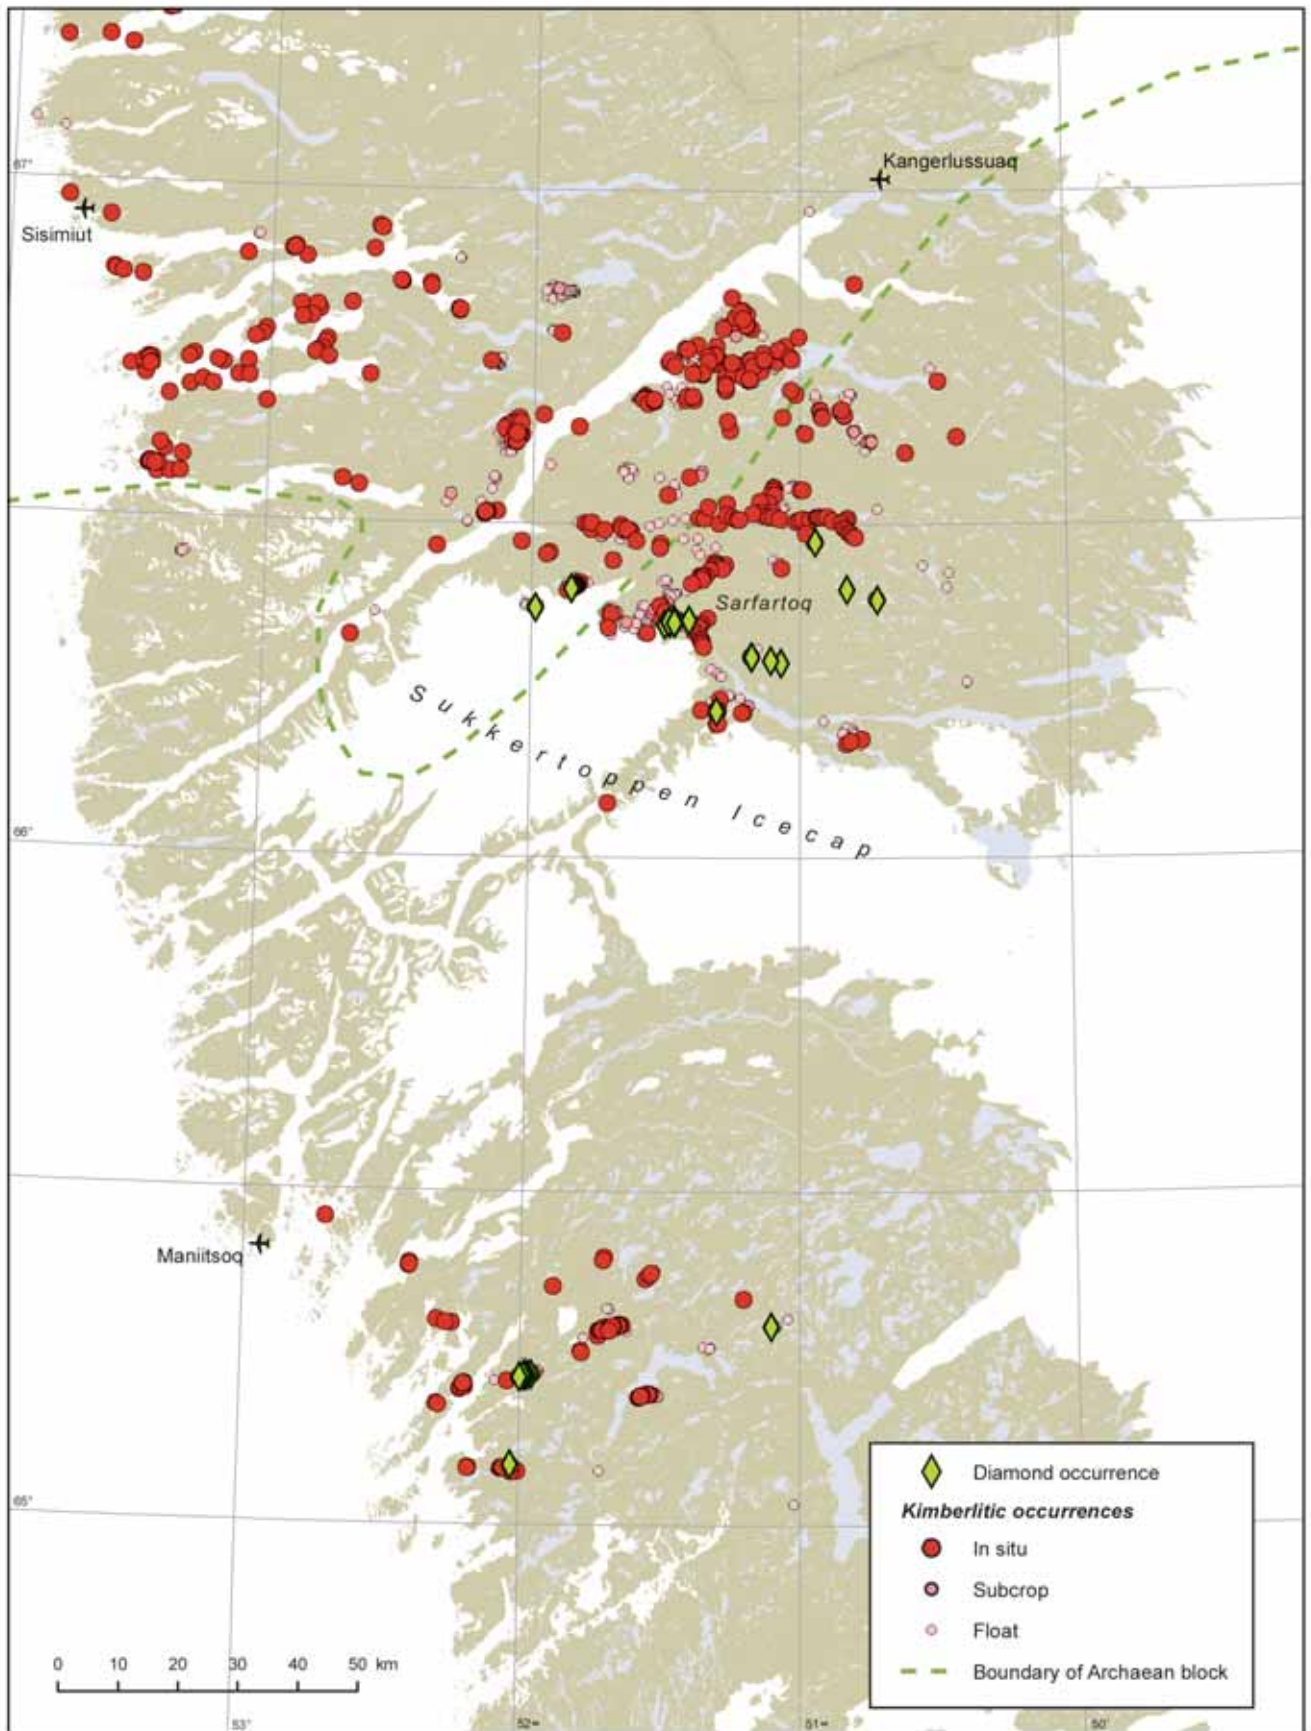 Kangerlussuaq
67°
Sisimiut
Sarfartoq
Sukkertoppen Icecap
66°
Maniitsoq
65°
Diamond occurrence
Kimberlitic occurrences
In situ
Subcrop
Float
Boundary of Archaean block
0 10 20 30 40 50 km
53° 52° 51° 50°